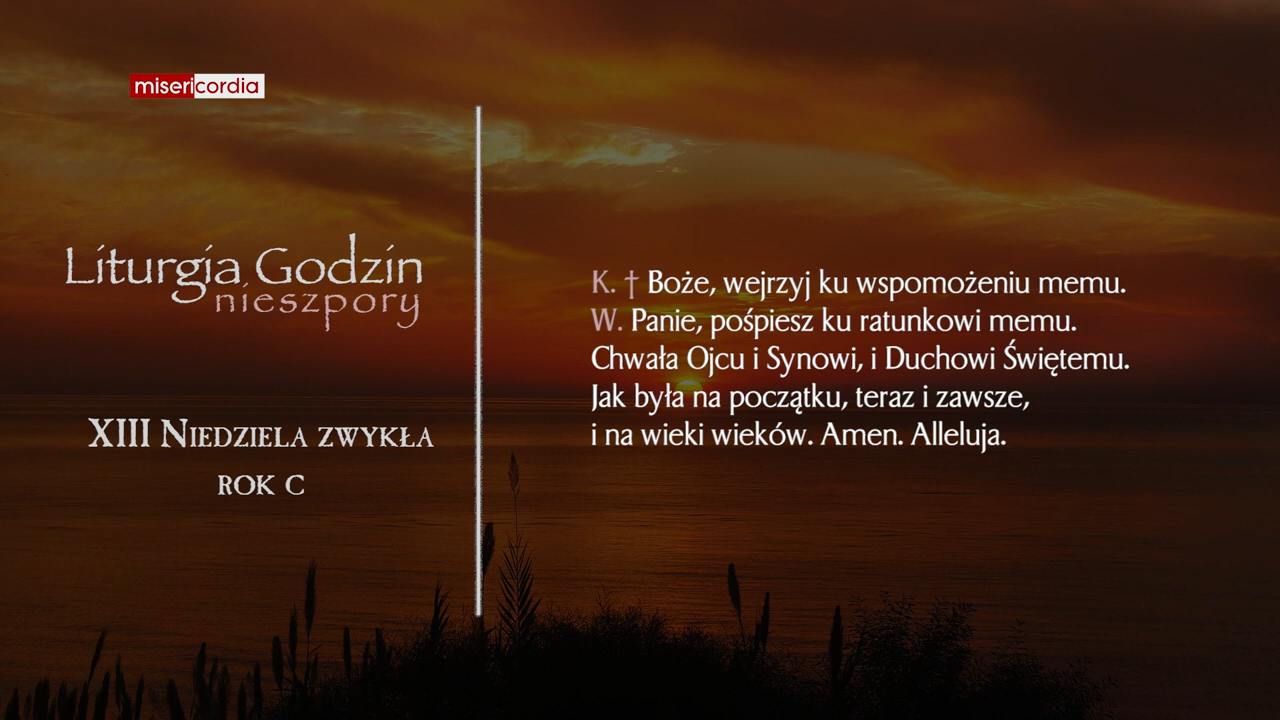 misericordia
Liturgia Godzin
nieszpory
XIII Niedziela zwykła
rok C
K. † Boże, wejrzyj ku wspomożeniu memu.
W. Panie, pośpiesz ku ratunkowi memu.
Chwała Ojcu i Synowi, i Duchowi Świętemu.
Jak była na początku, teraz i zawsze,
i na wieki wieków. Amen. Alleluja.